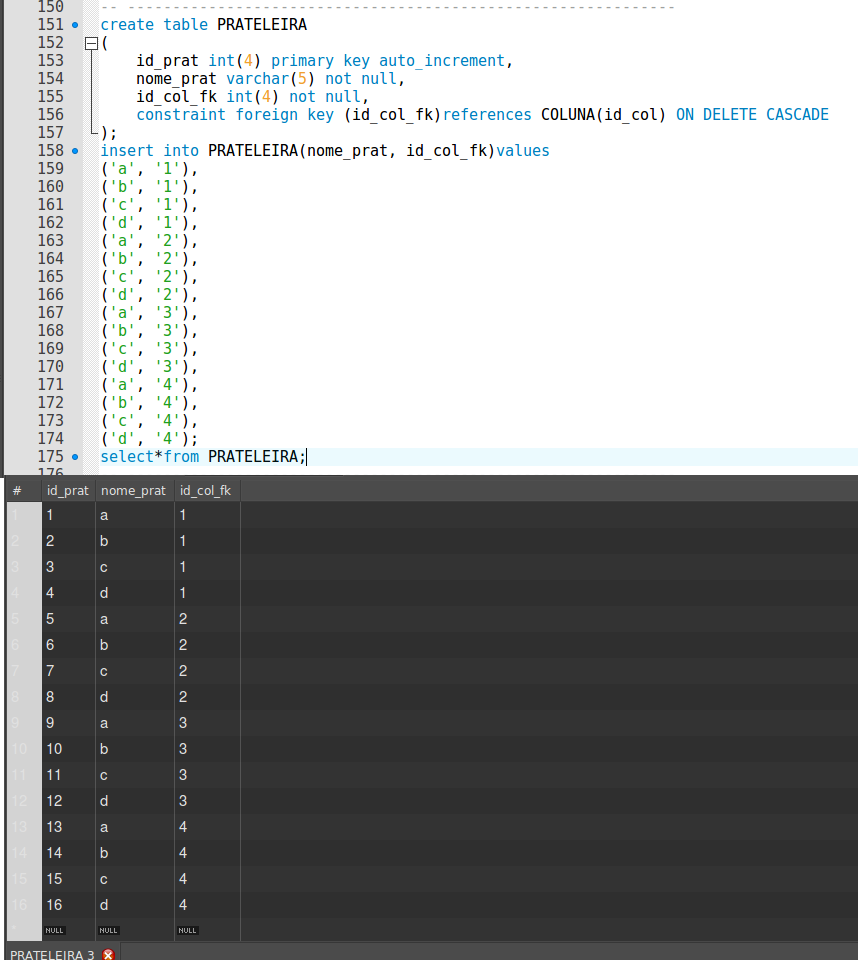 150 -- -------------------------------------------------------------
151 create table PRATELEIRA
152 (
153 id_prat int(4) primary key auto_increment,
154 nome_prat varchar(5) not null,
155 id_col_fk int(4) not null,
156 constraint foreign key (id_col_fk)references COLUNA(id_col) ON DELETE CASCADE
157 );
158 insert into PRATELEIRA(nome_prat, id_col_fk)values
159 ('a', '1'),
160 ('b', '1'),
161 ('c', '1'),
162 ('d', '1'),
163 ('a', '2'),
164 ('b', '2'),
165 ('c', '2'),
166 ('d', '2'),
167 ('a', '3'),
168 ('b', '3'),
169 ('c', '3'),
170 ('d', '3'),
171 ('a', '4'),
172 ('b', '4'),
173 ('c', '4'),
174 ('d', '4');
175 select*from PRATELEIRA;
176
# id_prat nome_prat id_col_fk
1 1 a 1
2 2 b 1
3 3 c 1
4 4 d 1
5 5 a 2
6 6 b 2
7 7 c 2
8 8 d 2
9 9 a 3
10 10 b 3
11 11 c 3
12 12 d 3
13 13 a 4
14 14 b 4
15 15 c 4
16 16 d 4
* NULL NULL NULL
PRATELEIRA 3